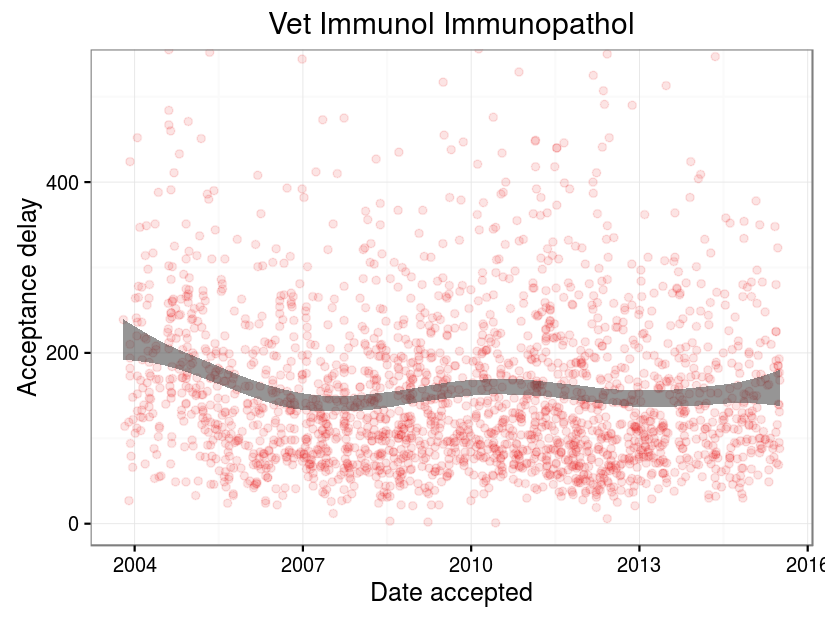 Vet Immunol Immunopathol
Acceptance delay
400
200
0
2004 2007 2010 2013 2016
Date accepted